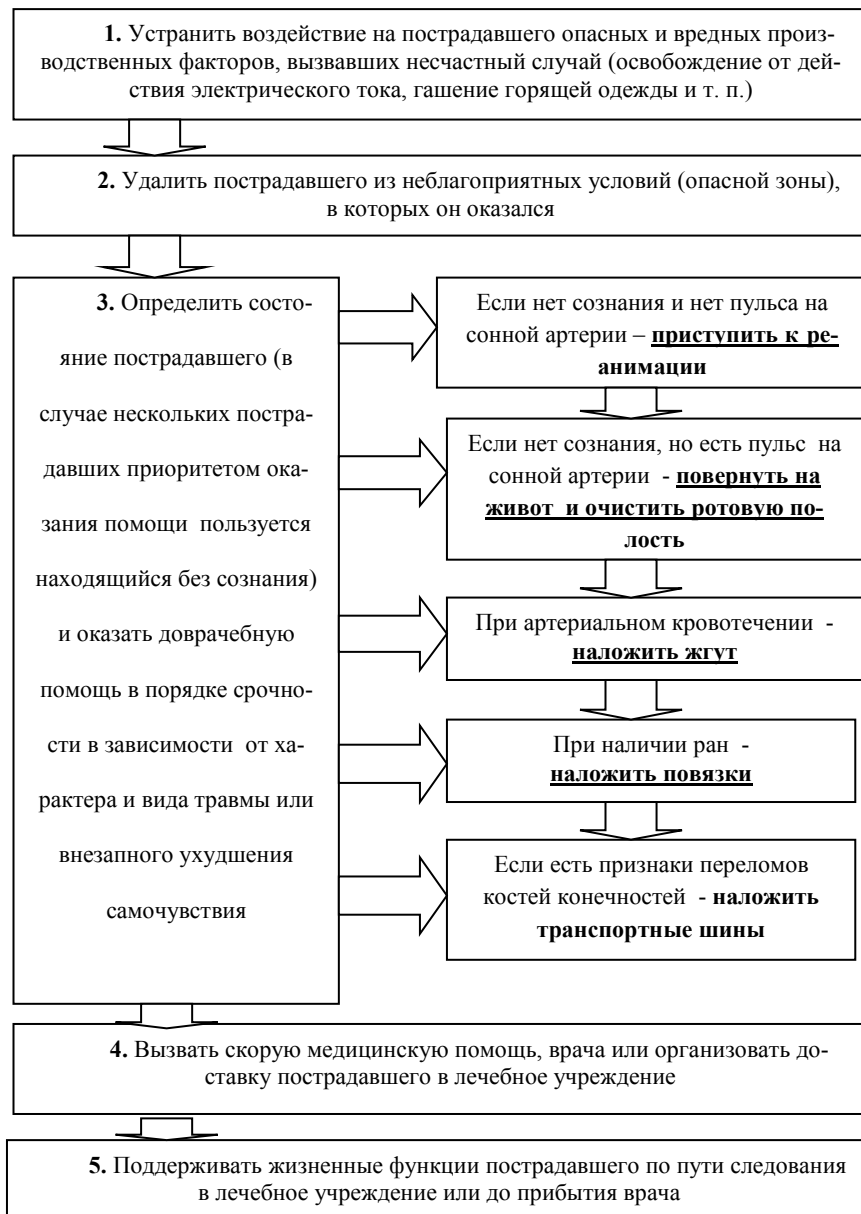 1. Устранить воздействие на пострадавшего опасных и вредных произ-
водственных факторов, вызвавших несчастный случай (освобождение от дей-
ствия электрического тока, гашение горящей одежды и т. п.)
2. Удалить пострадавшего из неблагоприятных условий (опасной зоны),
в которых он оказался
3. Определить состо-
яние пострадавшего (в
случае нескольких постра-
давших приоритетом ока-
зания помощи пользуется
находящийся без сознания)
и оказать доврачебную
помощь в порядке срочно-
сти в зависимости от ха-
рактера и вида травмы или
внезапного ухудшения
самочувствия
Если нет сознания и нет пульса на
сонной артерии – приступить к ре-
анимации
Если нет сознания, но есть пульс на
сонной артерии - повернуть на
живот и очистить ротовую по-
лость
При артериальном кровотечении -
наложить жгут
При наличии ран -
наложить повязки
Если есть признаки переломов
костей конечностей - наложить
транспортные шины
4. Вызвать скорую медицинскую помощь, врача или организовать до-
ставку пострадавшего в лечебное учреждение
5. Поддерживать жизненные функции пострадавшего по пути следования
в лечебное учреждение или до прибытия врача